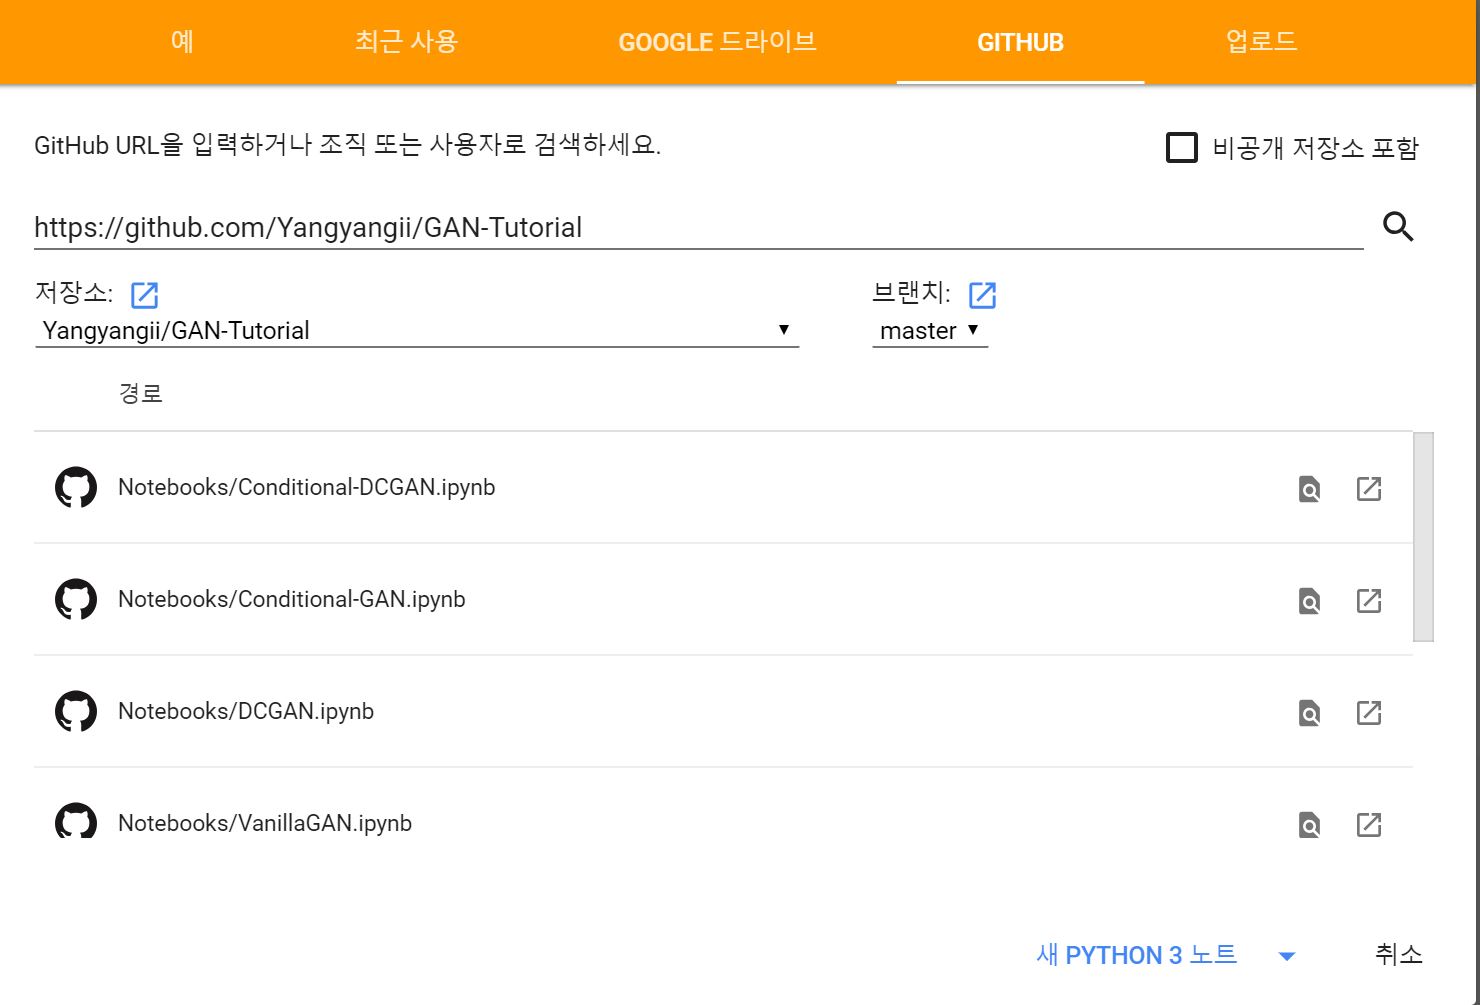 예 최근 사용 GOOGLE 드라이브 GITHUB 업로드
GitHub URL을 입력하거나 조직 또는 사용자로 검색하세요. 비공개 저장소 포함
https://github.com/Yangyangii/GAN-Tutorial
저장소: 브랜치:
Yangyangii/GAN-Tutorial master
경로
Notebooks/Conditional-DCGAN.ipynb
Notebooks/Conditional-GAN.ipynb
Notebooks/DCGAN.ipynb
Notebooks/VanillaGAN.ipynb
새 PYTHON 3 노트 취소